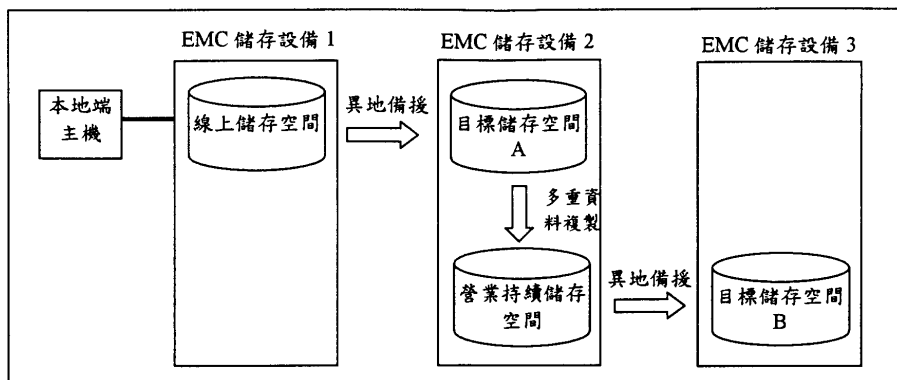 EMC 儲存設備 1
EMC 儲存設備 2
EMC 儲存設備 3
本地端
主機
線上儲存空間
異地備援
目標儲存空間
A
多重資
料複製
營業持續儲存
空間
異地備援
目標儲存空間
B